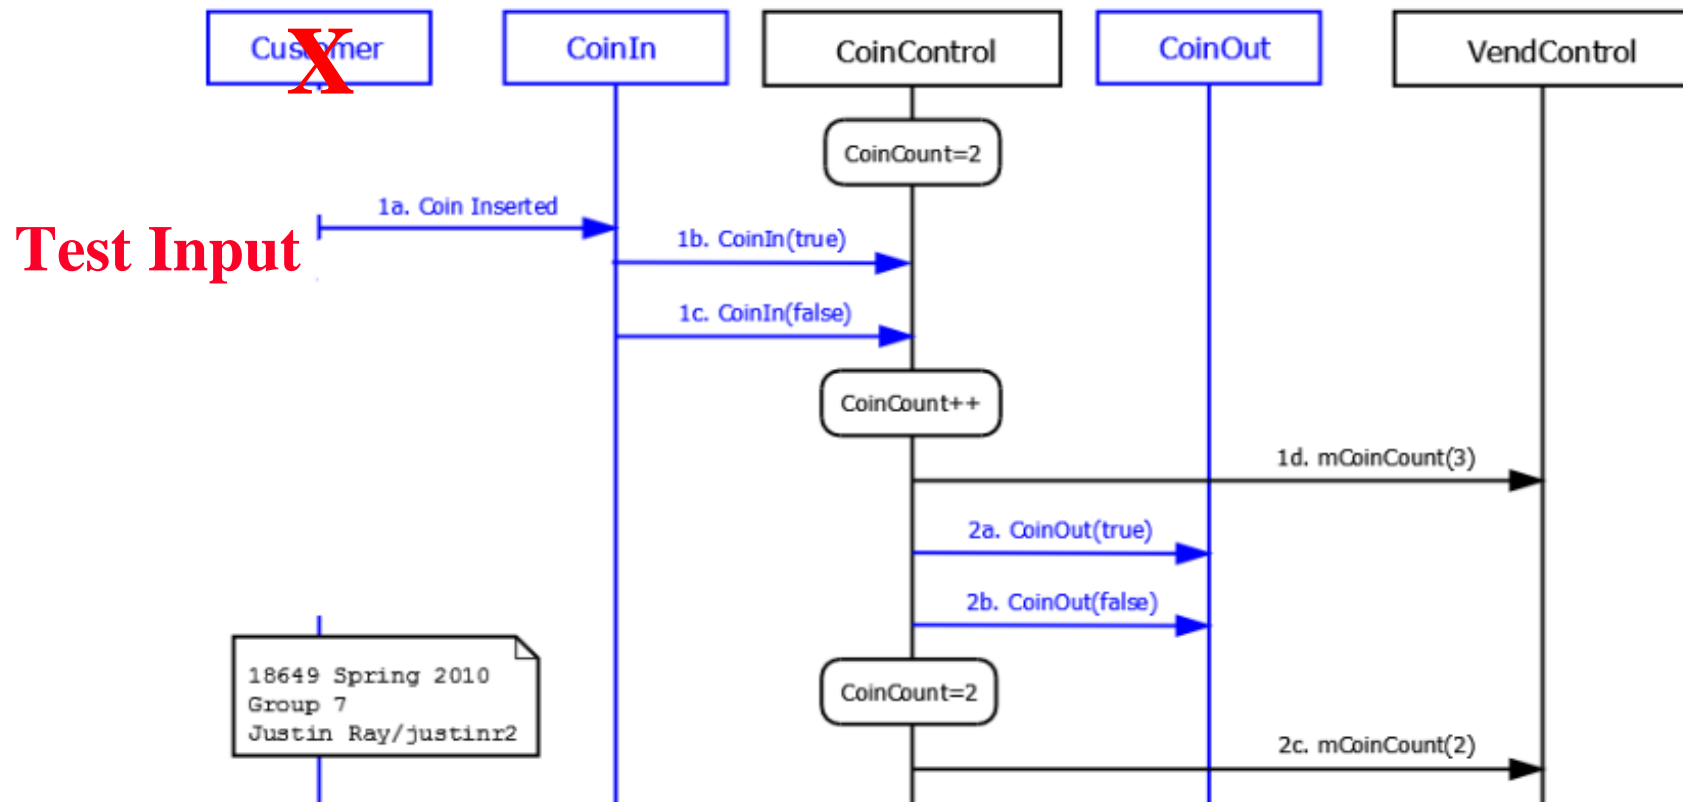 Customer
X
CoinIn
CoinControl
CoinOut
VendControl
CoinCount=2
1a. Coin Inserted
Test Input
1b. CoinIn(true)
1c. CoinIn(false)
CoinCount++
1d. mCoinCount(3)
2a. CoinOut(true)
2b. CoinOut(false)
18649 Spring 2010
Group 7
Justin Ray/justinr2
CoinCount=2
2c. mCoinCount(2)